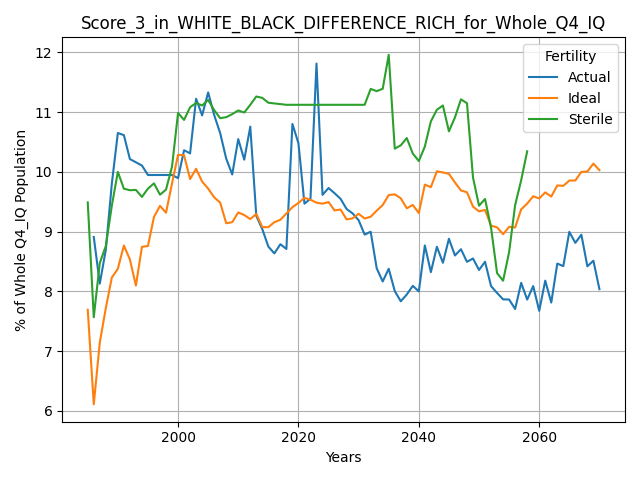 Score_3_in_WHITE_BLACK_DIFFERENCE_RICH_for_Whole_Q4_IQ
Fertility
Actual
Ideal
Sterile
% of Whole Q4_IQ Population
12
11
10
9
8
7
6
2000
2020
2040
2060
Years